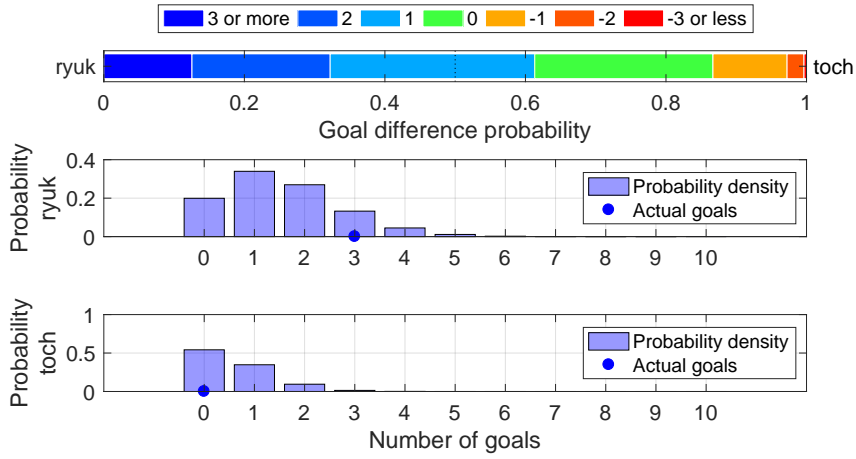 3 or more 2 1 0 -1 -2 -3 or less
ryuk toch
0 0.2 0.4 0.6 0.8 1
Goal difference probability
Probability
ryuk
0.4
0.2
0
Probability density
Actual goals
0 1 2 3 4 5 6 7 8 9 10
Probability
toch
1
0.5
0
Probability density
Actual goals
0 1 2 3 4 5 6 7 8 9 10
Number of goals